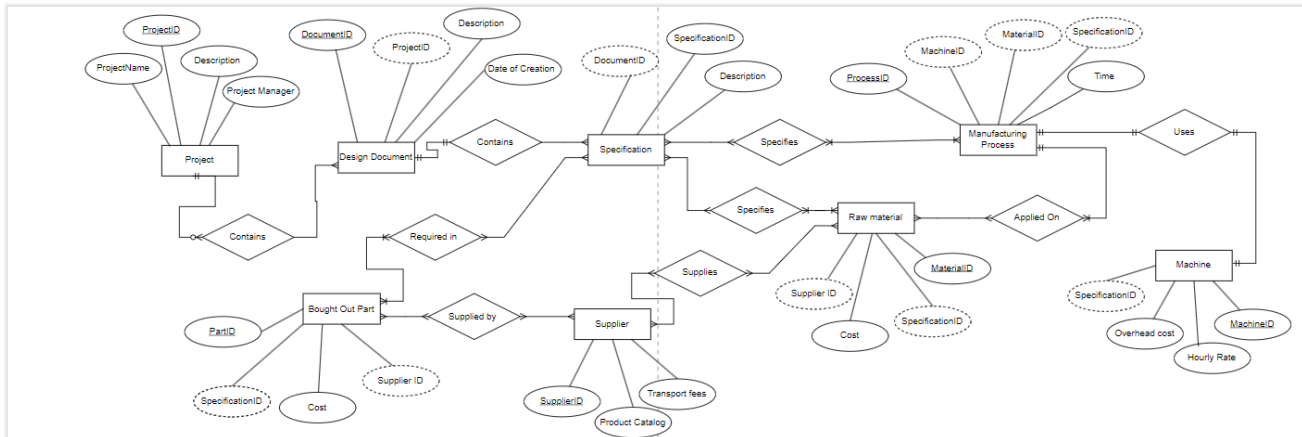 ProjectID
ProjectName
Description
Project Manager
Project
DocumentID
ProjectID
Description
Date of Creation
Design Document
Contains
Contains
DocumentID
SpecificationID
Description
Specification
Specifies
ProcessID
MachineID
MaterialID
SpecificationID
Time
Manufacturing
Process
Uses
Required in
Specifies
Raw material
Applied On
Supplies
Supplier ID
Cost
SpecificationID
MaterialID
Machine
SpecificationID
Overhead cost
Hourly Rate
MachineID
Bought Out Part
PartID
SpecificationID
Cost
Supplier ID
Supplied by
Supplier
SupplierID
Product Catalog
Transport fees